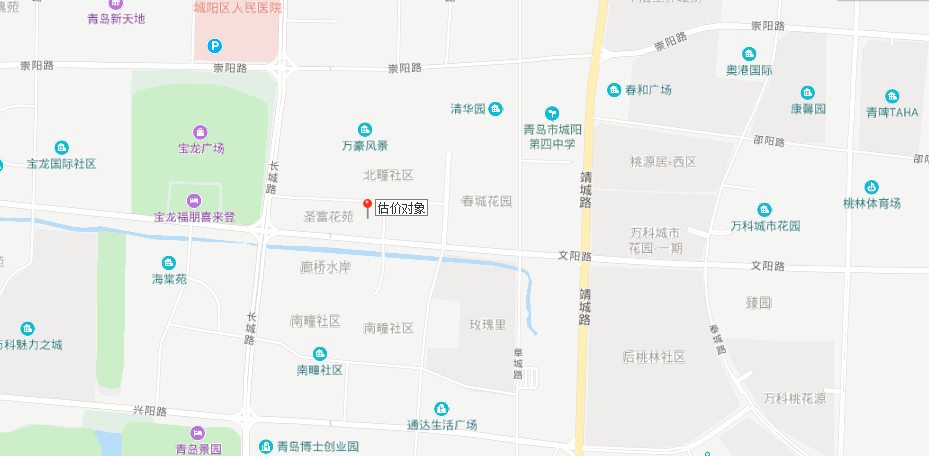 城阳区人民医院
青岛新天地
崇阳路
崇阳路
崇阳路
崇阳路
奥港国际
春和广场
康馨园
青啤TAHA
清华园
青岛市城阳
第四中学
邵阳路
万豪风景
宝龙广场
宝龙国际社区
长城路
北疃社区
桃源居-西区
靖城路
桃林体育场
宝龙福朋喜来登
圣富花苑
估价对象
春城花园
万科城市花园
万科城市
花园-一期
文阳路
文阳路
海棠苑
廊桥水岸
靖城路
臻园
长城路
南疃社区
南疃社区
玫瑰里
万科魅力之城
春城路
后桃林社区
阜城路
南疃社区
万科桃花源
兴阳路
通达生活广场
青岛景园
青岛博士创业园